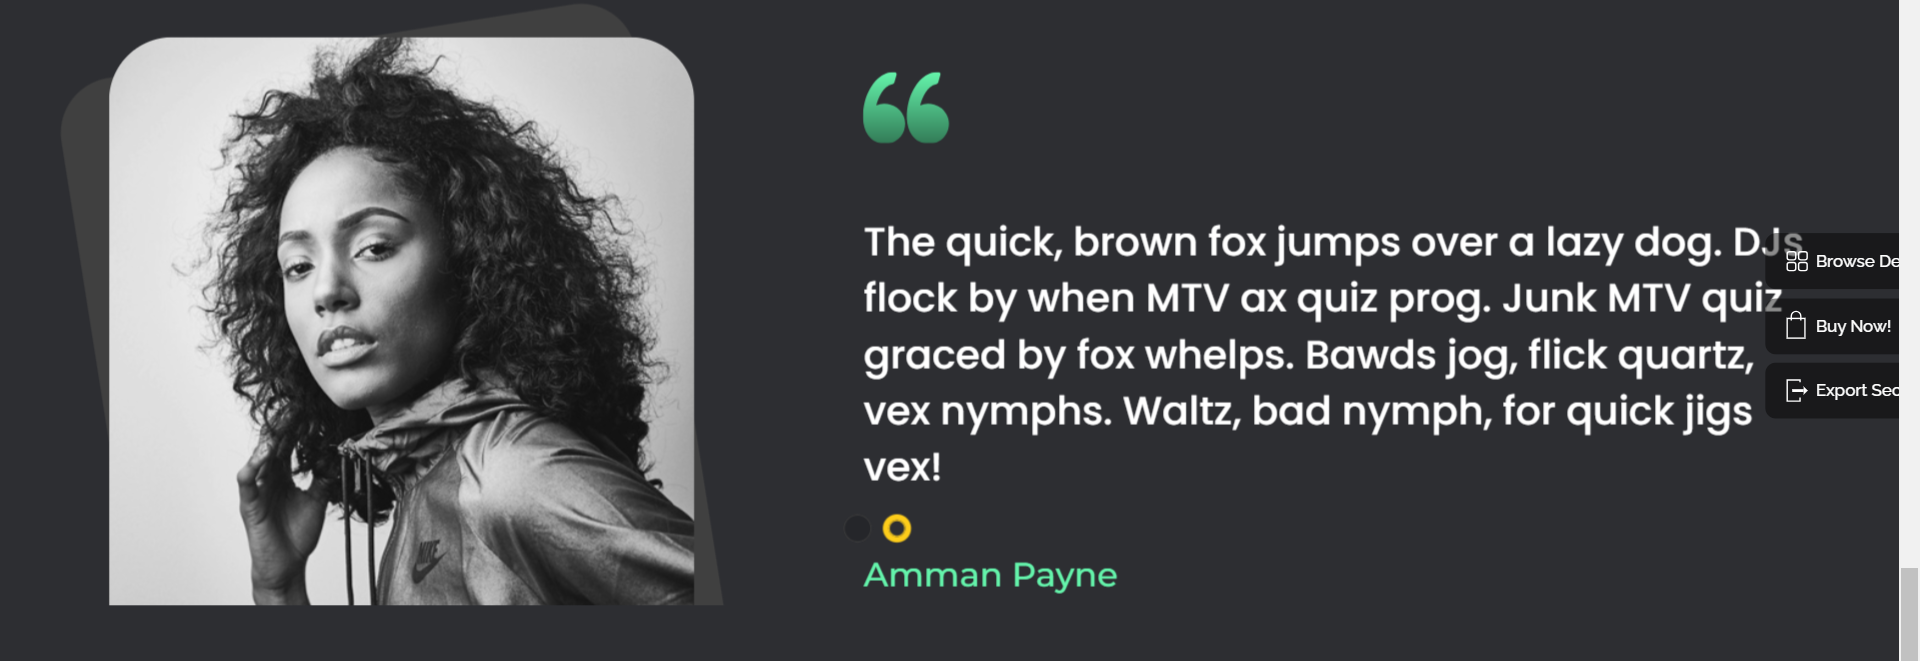 The quick, brown fox jumps over a lazy dog. DJs
flock by when MTV ax quiz prog. Junk MTV quiz
graced by fox whelps. Bawds jog, flick quartz,
vex nymphs. Waltz, bad nymph, for quick jigs
vex!
Amman Payne
Browse De
Buy Now!
Export Sec
NIKE